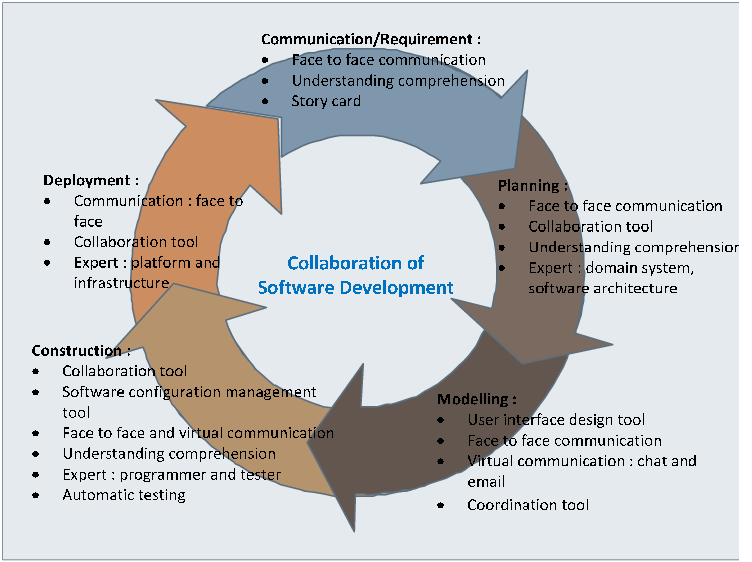 Communication/Requirement :
• Face to face communication
• Understanding comprehension
• Story card
Planning :
• Face to face communication
• Collaboration tool
• Understanding comprehension
• Expert : domain system,
software architecture
Modelling :
• User interface design tool
• Face to face communication
• Virtual communication : chat and
email
• Coordination tool
Construction :
• Collaboration tool
• Software configuration management
tool
• Face to face and virtual communication
• Understanding comprehension
• Expert : programmer and tester
• Automatic testing
Deployment :
• Communication : face to
face
• Collaboration tool
• Expert : platform and
infrastructure
Collaboration of
Software Development